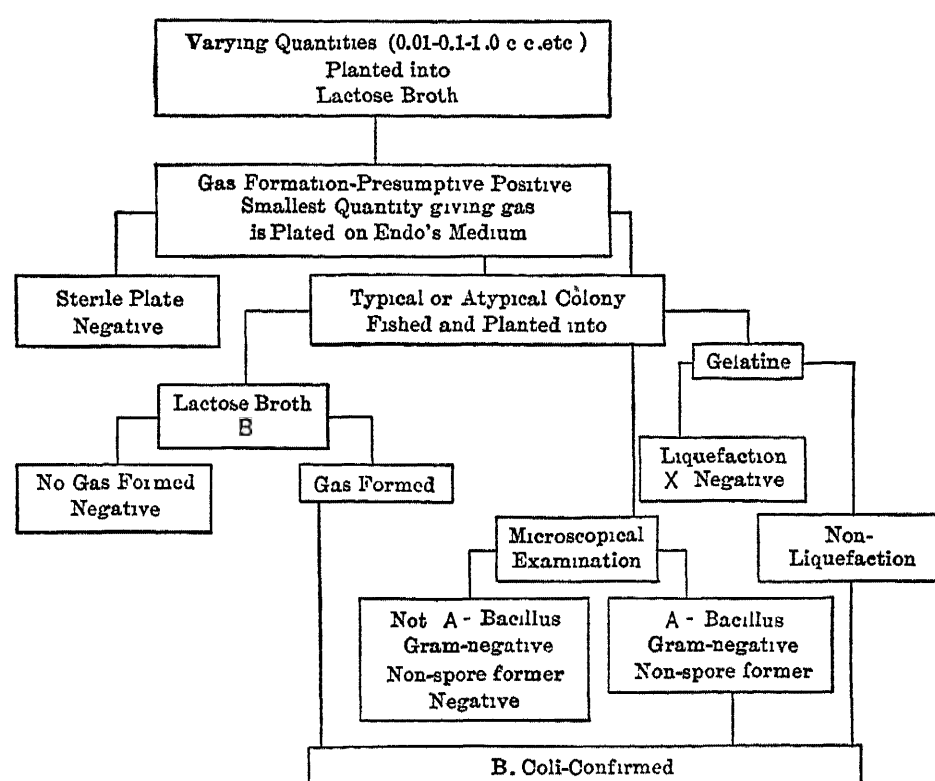 Varying Quantities (0.01-0.1-1.0 c c.etc )
Planted into
Lactose Broth
Gas Formation-Presumptive Positive
Smallest Quantity giving gas
is Plated on Endo's Medium
Sterile Plate
Negative
Typical or Atypical Colony
Fished and Planted into
Gelatine
Lactose Broth
B
No Gas Formed
Negative
Gas Formed
Liquefaction
X Negative
Microscopical
Examination
Non-
Liquefaction
Not A - Bacillus
Gram-negative
Non-spore former
Negative
A - Bacillus
Gram-negative
Non-spore former
B. Coli-Confirmed